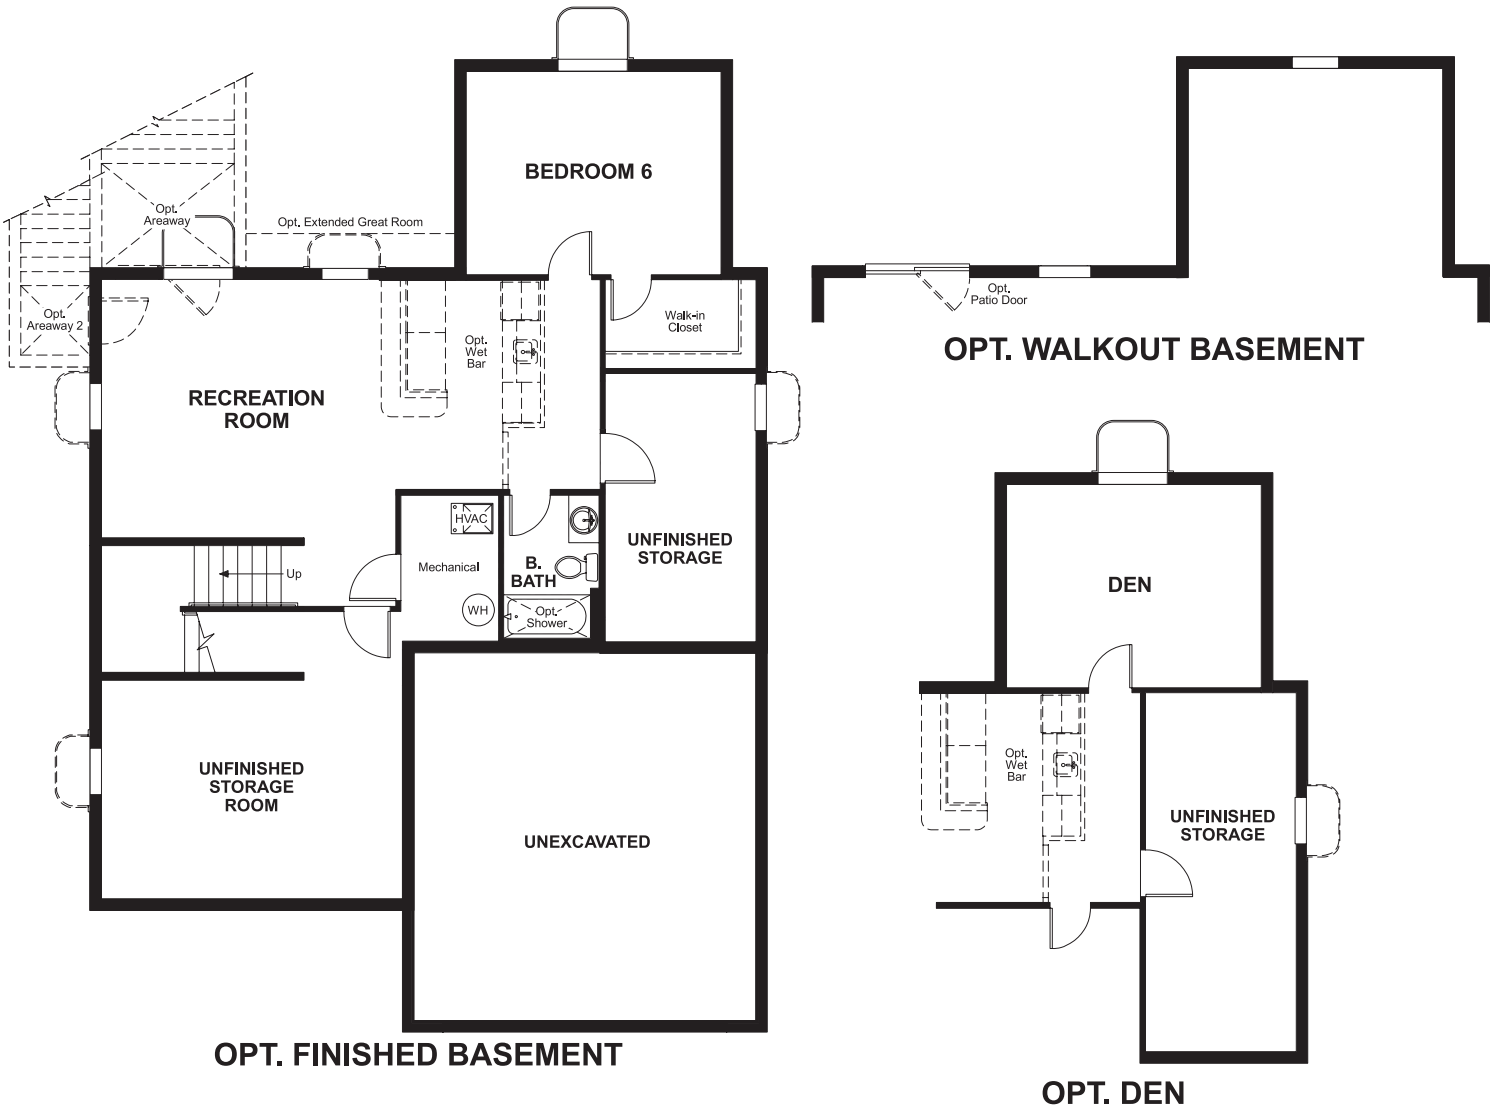 BEDROOM 6
Opt.
Areaway
Opt. Extended Great Room
Opt.
Areaway 2
Opt.
Wet
Bar
Walk-in
Closet
RECREATION
ROOM
HVAC
UNFINISHED
STORAGE
Mechanical
B.
BATH
Up
WH
Opt.
Shower
UNFINISHED
STORAGE
ROOM
UNEXCAVATED
OPT. FINISHED BASEMENT
Opt.
Patio Door
OPT. WALKOUT BASEMENT
DEN
Opt.
Wet
Bar
UNFINISHED
STORAGE
OPT. DEN